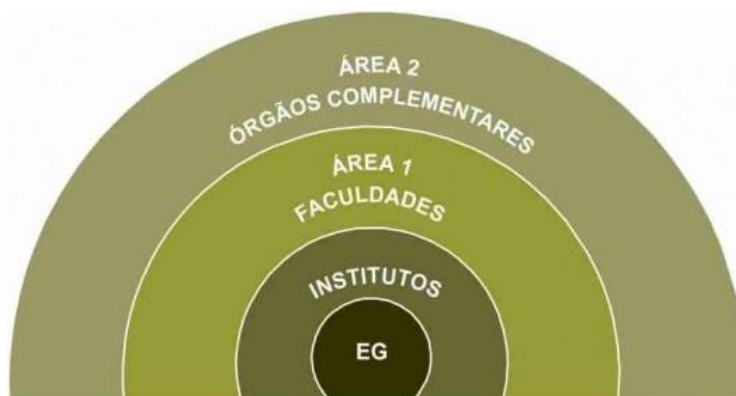 ÁREA 2
ÓRGÃOS COMPLEMENTARES
ÁREA 1
FACULDADES
INSTITUTOS
EG